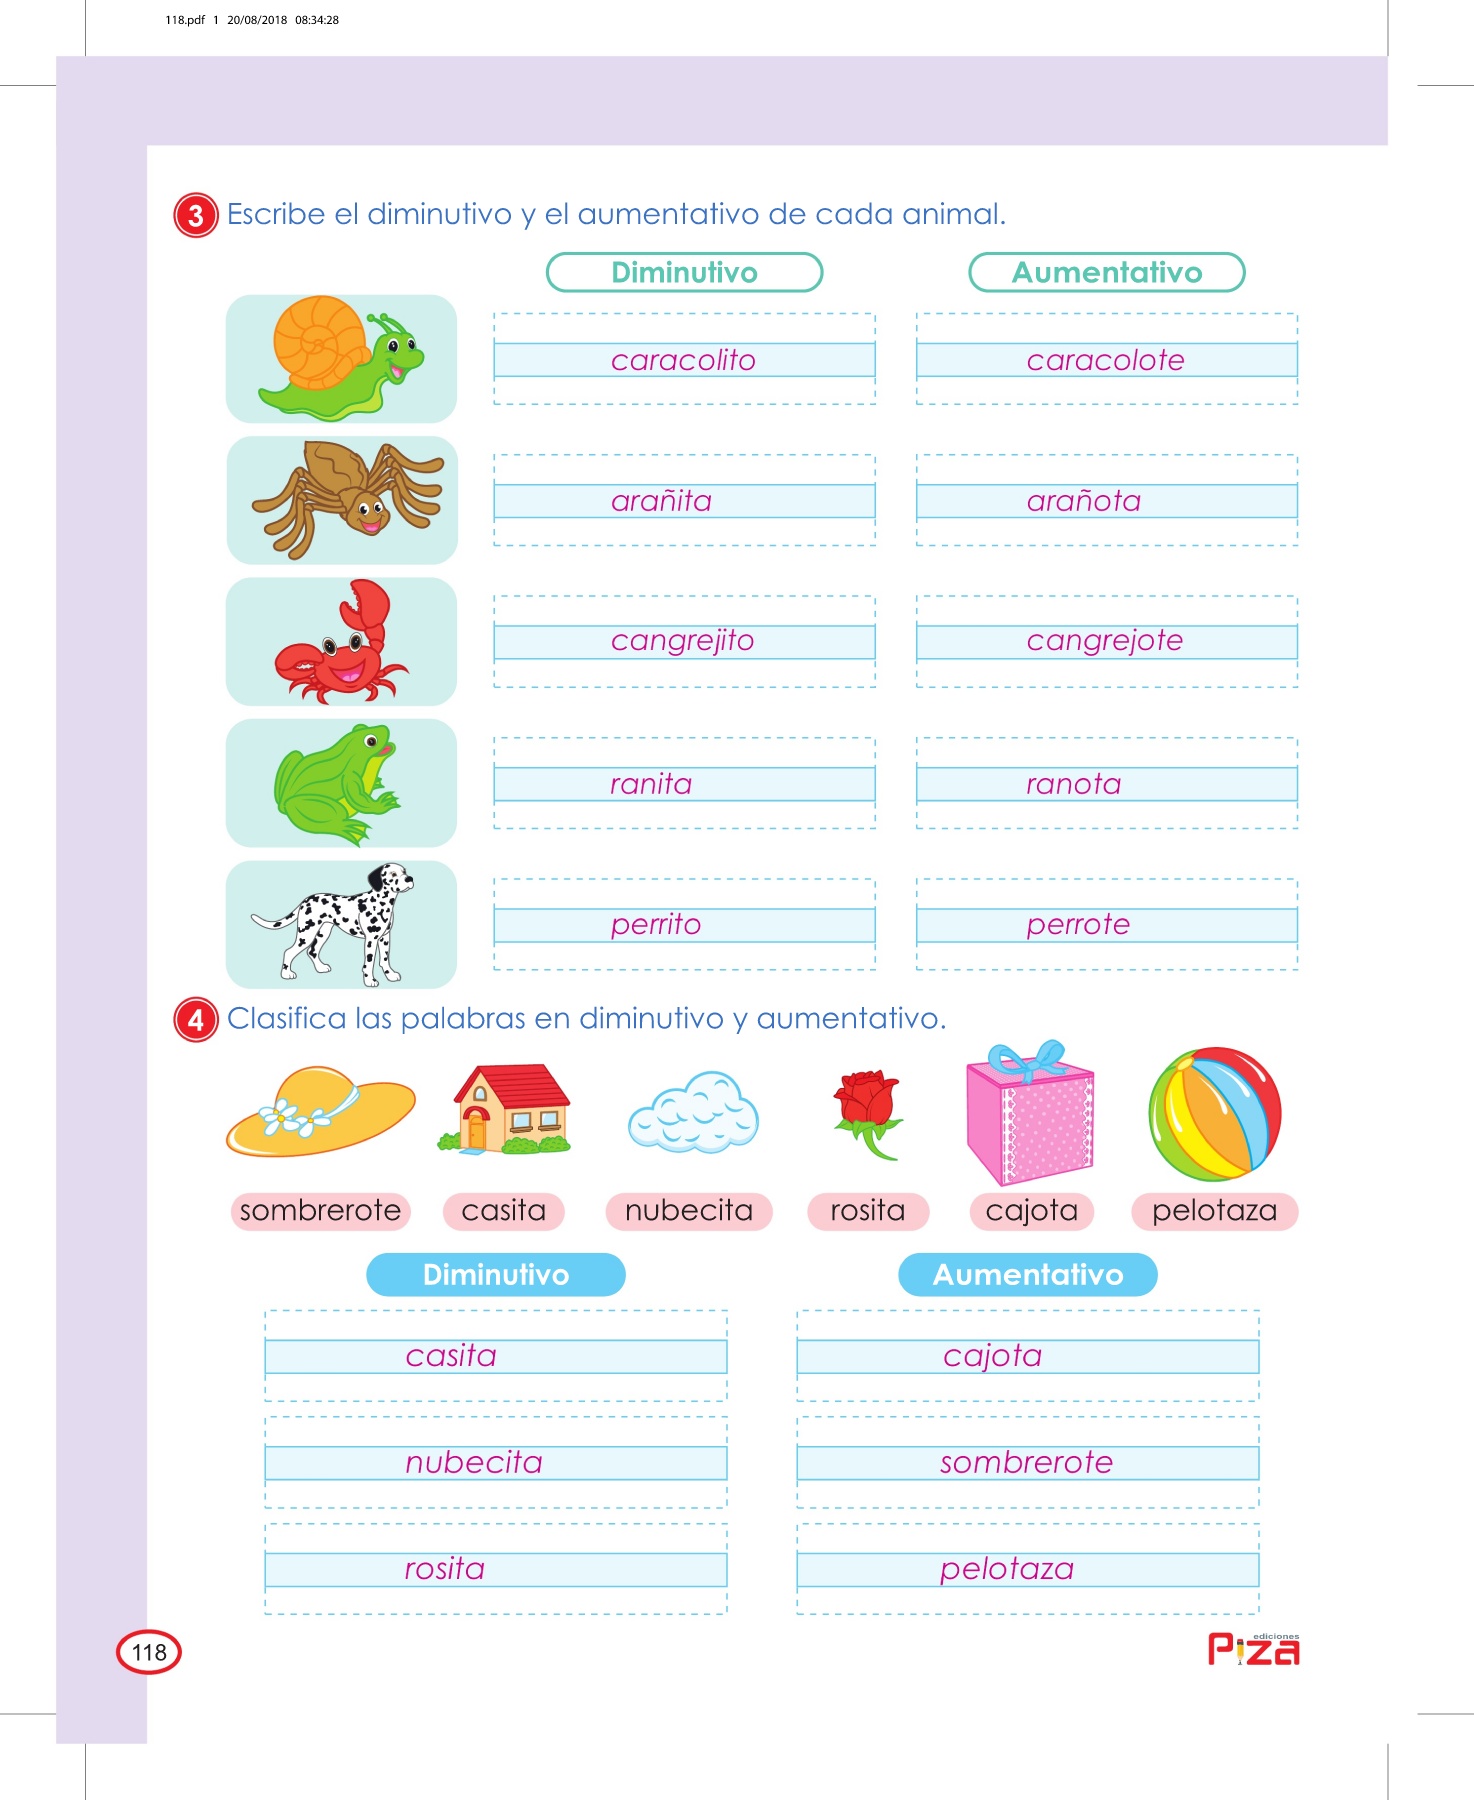 118.pdf 1 20/08/2018 08:34:28
3 Escribe el diminutivo y el aumentativo de cada animal.
Diminutivo Aumentativo
caracolito caracolote
arañita arañota
cangrejito cangrejote
ranita ranota
perrito perrote
4 Clasifica las palabras en diminutivo y aumentativo.
sombrerote casita nubecita rosita cajota pelotaza
Diminutivo Aumentativo
casita cajota
nubecita sombrerote
rosita pelotaza
118
ediciones
Piza